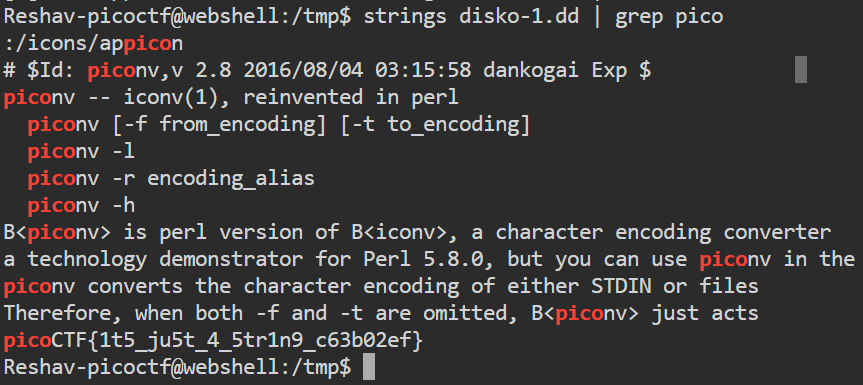 Reshav-picoctf@webshell:/tmp$ strings disko-1.dd | grep pico
:/icons/appicon
# $Id: piconv,v 2.8 2016/08/04 03:15:58 dankogai Exp $
piconv -- iconv(1), reinvented in perl
  piconv [-f from_encoding] [-t to_encoding]
  piconv -l
  piconv -r encoding_alias
  piconv -h
B<piconv> is perl version of B<iconv>, a character encoding converter
a technology demonstrator for Perl 5.8.0, but you can use piconv in the
piconv converts the character encoding of either STDIN or files
Therefore, when both -f and -t are omitted, B<piconv> just acts
picoCTF{1t5_ju5t_4_5tr1n9_c63b02ef}
Reshav-picoctf@webshell:/tmp$